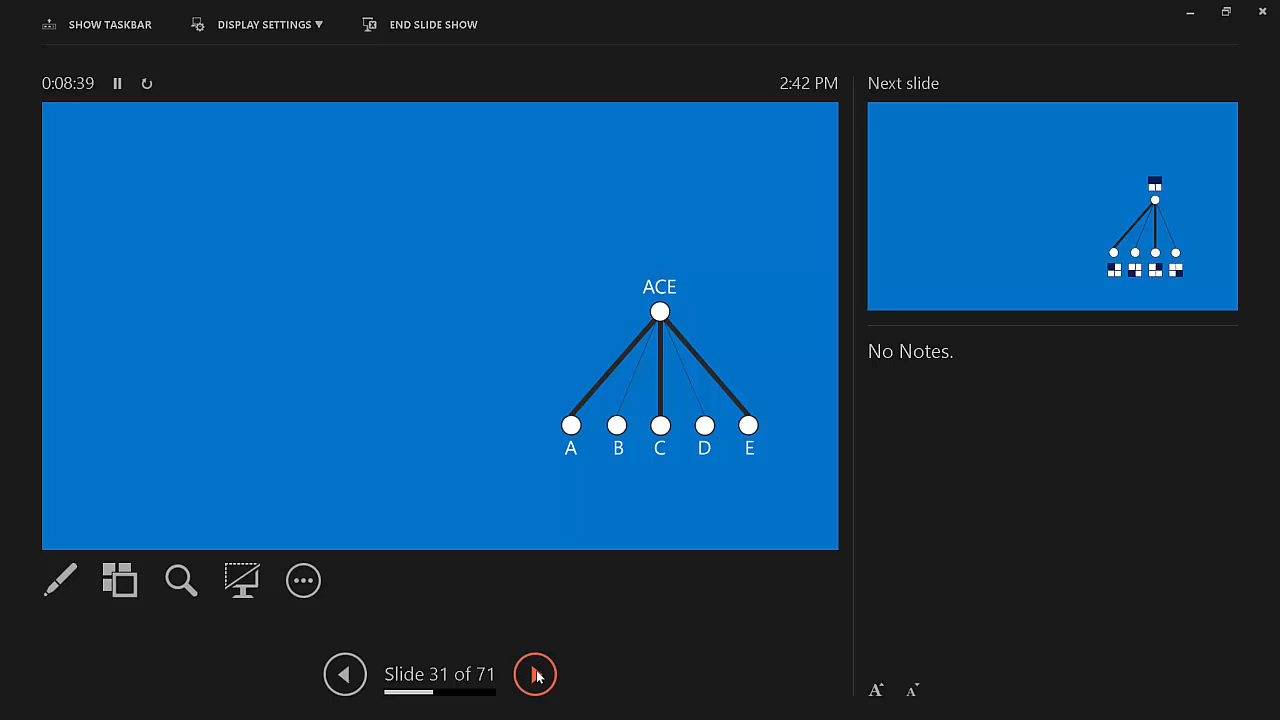 SHOW TASKBAR
DISPLAY SETTINGS ▼
END SLIDE SHOW
0:08:39
2:42 PM
Next slide
ACE
A B C D E
No Notes.
Slide 31 of 71
A A